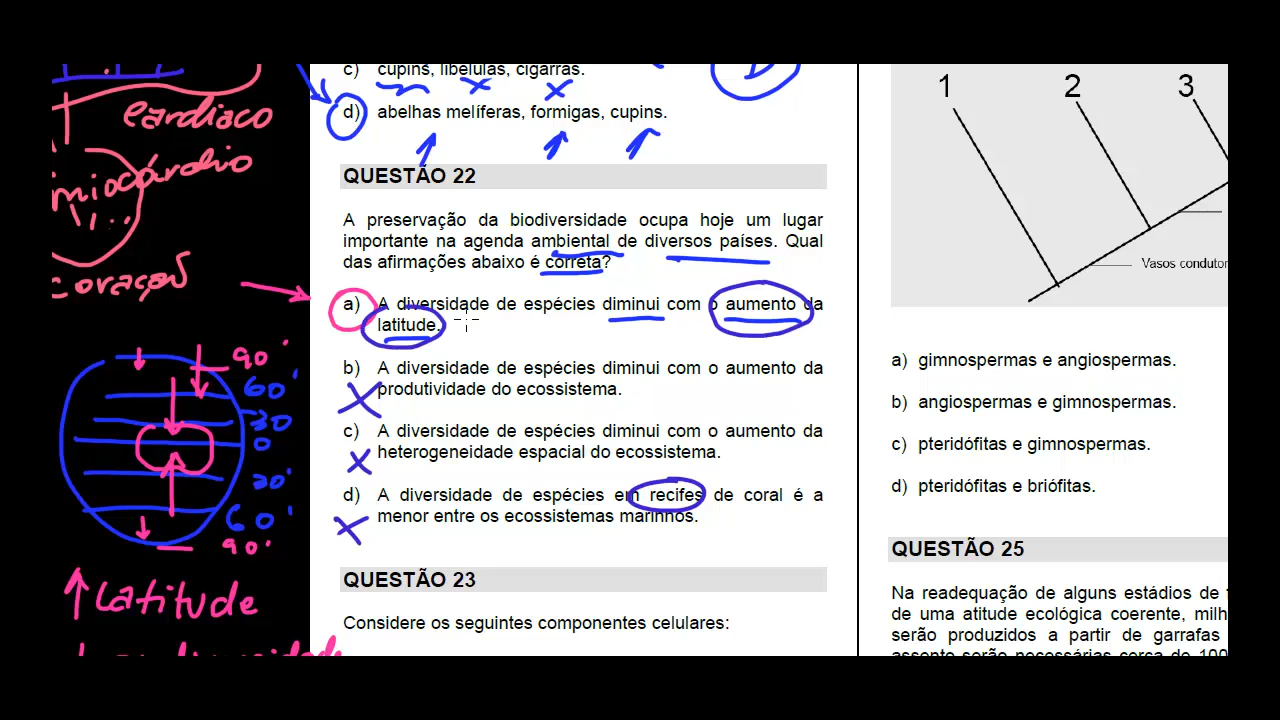 cardíaco
miocárdio
coração
90°
60°
30
0
30°
60°
90°
↑ Latitude
c) cupins, libélulas, cigarras.
d) abelhas melíferas, formigas, cupins.
QUESTÃO 22
A preservação da biodiversidade ocupa hoje um lugar
importante na agenda ambiental de diversos países. Qual
das afirmações abaixo é correta?
a) A diversidade de espécies diminui com o aumento da
latitude.
b) A diversidade de espécies diminui com o aumento da
produtividade do ecossistema.
c) A diversidade de espécies diminui com o aumento da
heterogeneidade espacial do ecossistema.
d) A diversidade de espécies em recifes de coral é a
menor entre os ecossistemas marinhos.
QUESTÃO 23
Considere os seguintes componentes celulares:
1 2 3
Vasos condutor
a) gimnospermas e angiospermas.
b) angiospermas e gimnospermas.
c) pteridófitas e gimnospermas.
d) pteridófitas e briófitas.
QUESTÃO 25
Na readequação de alguns estádios de
de uma atitude ecológica coerente, milh
serão produzidos a partir de garrafas
assento serão necessárias cerca de 100